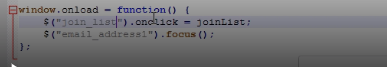 window.onload = function() {
$("join_list").onclick = joinList;
$("email_address1").focus();
};